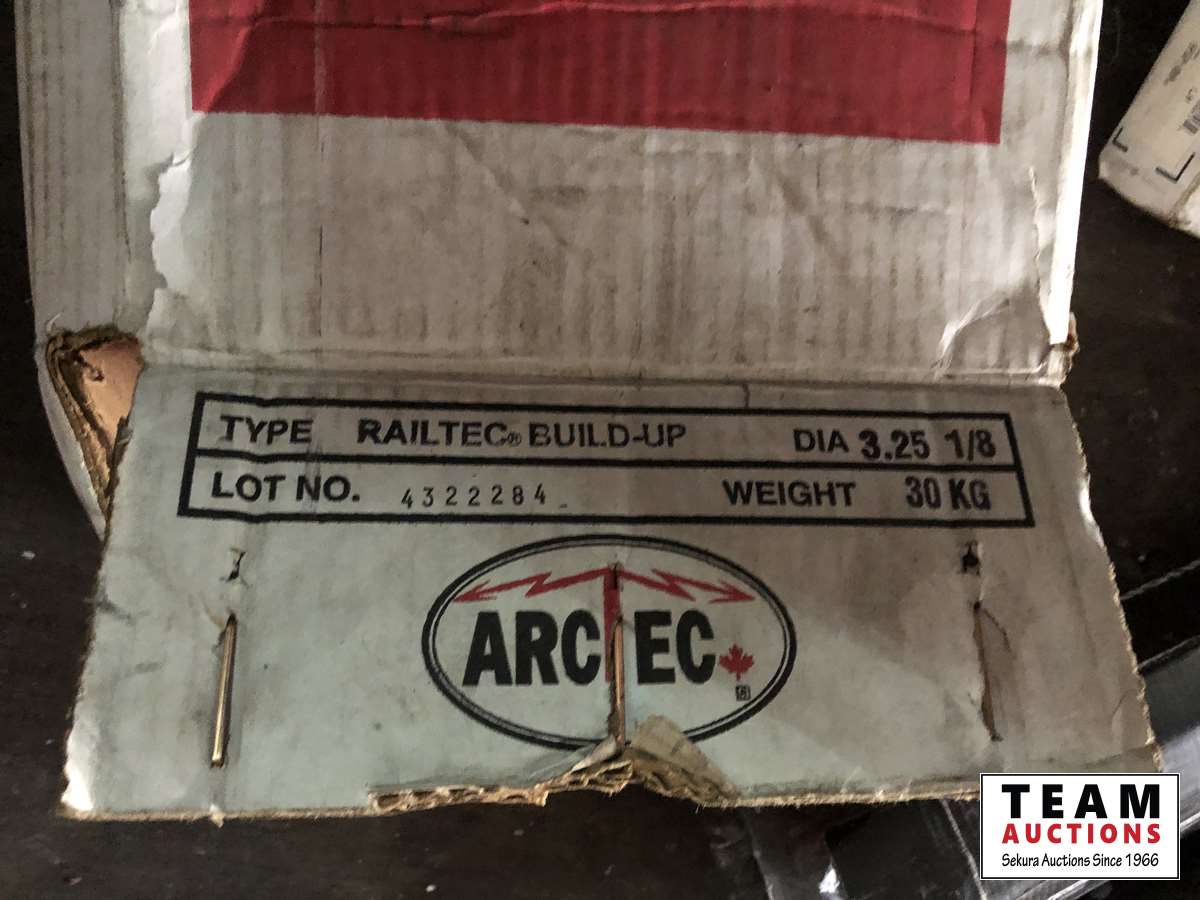 TYPE RAILTEC® BUILD-UP DIA 3.25 1/8
LOT NO. 4322284 WEIGHT 30 KG
ARCTEC
TEAM
AUCTIONS
Sekura Auctions Since 1966